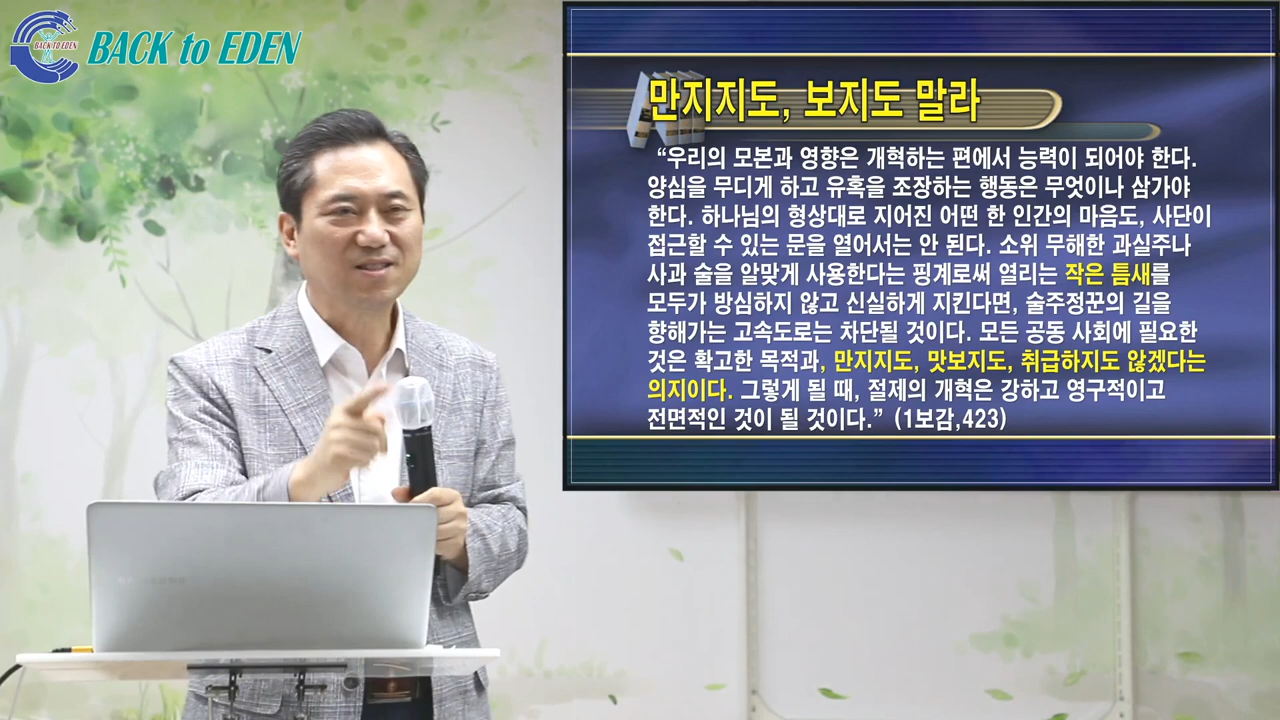 BACK TO EDEN
BACK to EDEN
만지지도, 보지도 말라
“우리의 모본과 영향은 개혁하는 편에서 능력이 되어야 한다.
양심을 무디게 하고 유혹을 조장하는 행동은 무엇이나 삼가야
한다. 하나님의 형상대로 지어진 어떤 한 인간의 마음도, 사단이
접근할 수 있는 문을 열어서는 안 된다. 소위 무해한 과실주나
사과 술을 알맞게 사용한다는 핑계로써 열리는 작은 틈새를
모두가 방심하지 않고 신실하게 지킨다면, 술주정꾼의 길을
향해가는 고속도로는 차단될 것이다. 모든 공동 사회에 필요한
것은 확고한 목적과, 만지지도, 맛보지도, 취급하지도 않겠다는
의지이다. 그렇게 될 때, 절제의 개혁은 강하고 영구적이고
전면적인 것이 될 것이다.” (1보감,423)